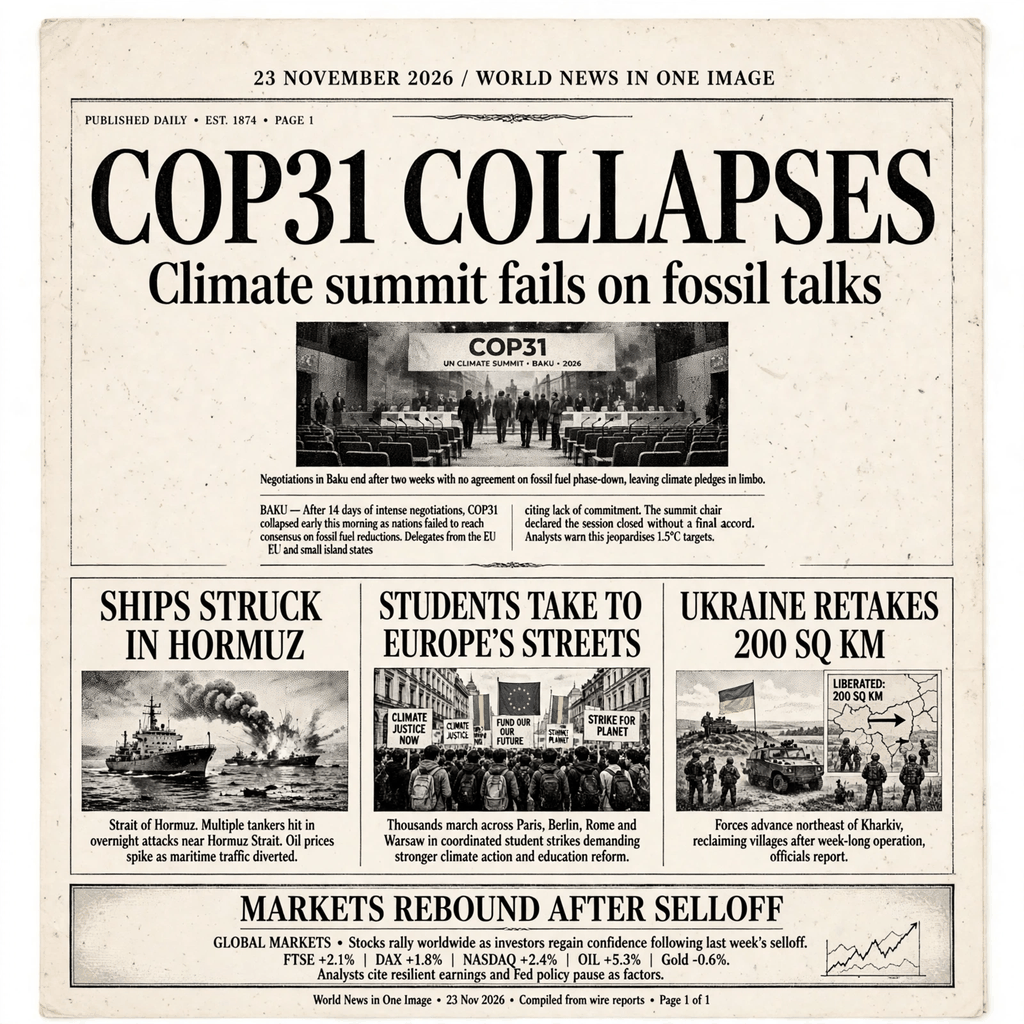 23 NOVEMBER 2026 / WORLD NEWS IN ONE IMAGE
PUBLISHED DAILY • EST. 1874 • PAGE 1
COP31 COLLAPSES
Climate summit fails on fossil talks
COP31
UN CLIMATE SUMMIT • BAKU • 2026
Negotiations in Baku end after two weeks with no agreement on fossil fuel phase-down, leaving climate pledges in limbo.
BAKU — After 14 days of intense negotiations, COP31
collapsed early this morning as nations failed to reach
consensus on fossil fuel reductions. Delegates from the EU
EU and small island states
citing lack of commitment. The summit chair
declared the session closed without a final accord.
Analysts warn this jeopardises 1.5°C targets.
SHIPS STRUCK
IN HORMUZ
Strait of Hormuz. Multiple tankers hit in
overnight attacks near Hormuz Strait. Oil prices
spike as maritime traffic diverted.
STUDENTS TAKE TO
EUROPE'S STREETS
CLIMATE
JUSTICE
NOW
CLIMATE
JUSTICE
FUND OUR
OUR
FUTURE
PLANET
STRIKE FOR
PLANET
Thousands march across Paris, Berlin, Rome and
Warsaw in coordinated student strikes demanding
stronger climate action and education reform.
UKRAINE RETAKES
200 SQ KM
LIBERATED:
200 SQ KM
Forces advance northeast of Kharkiv,
reclaiming villages after week-long operation,
officials report.
MARKETS REBOUND AFTER SELLOFF
GLOBAL MARKETS • Stocks rally worldwide as investors regain confidence following last week's selloff.
FTSE +2.1% | DAX +1.8% | NASDAQ +2.4% | OIL +5.3% | Gold -0.6%.
Analysts cite resilient earnings and Fed policy pause as factors.
World News in One Image • 23 Nov 2026 • Compiled from wire reports • Page 1 of 1